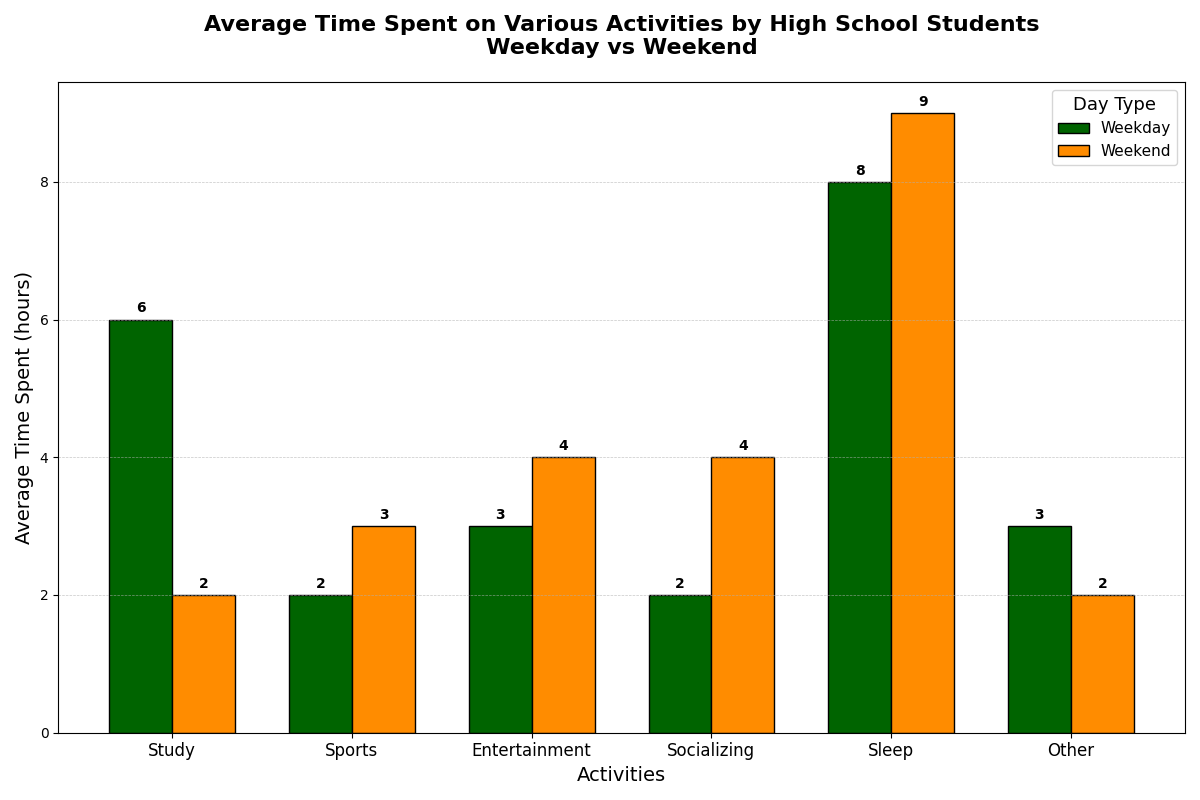 Average Time Spent on Various Activities by High School Students
Weekday vs Weekend
Day Type
Weekday
Weekend
Average Time Spent (hours)
8
6
4
2
0
6
2
2
3
3
4
2
4
8
9
3
2
Study
Sports
Entertainment
Socializing
Sleep
Other
Activities